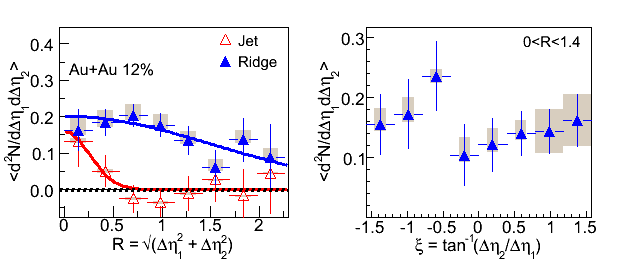 <d²N/dΔη₁dΔη₂>
0.4
0.3
0.2
0.1
0.0
Au+Au 12%
Jet
Ridge
0 0.5 1 1.5 2
R = √(Δη₁² + Δη₂²)
<d²N/dΔη₁dΔη₂>
0.3
0.2
0.1
0<R<1.4
-1.5 -1 -0.5 0 0.5 1 1.5
ξ = tan⁻¹(Δη₂/Δη₁)